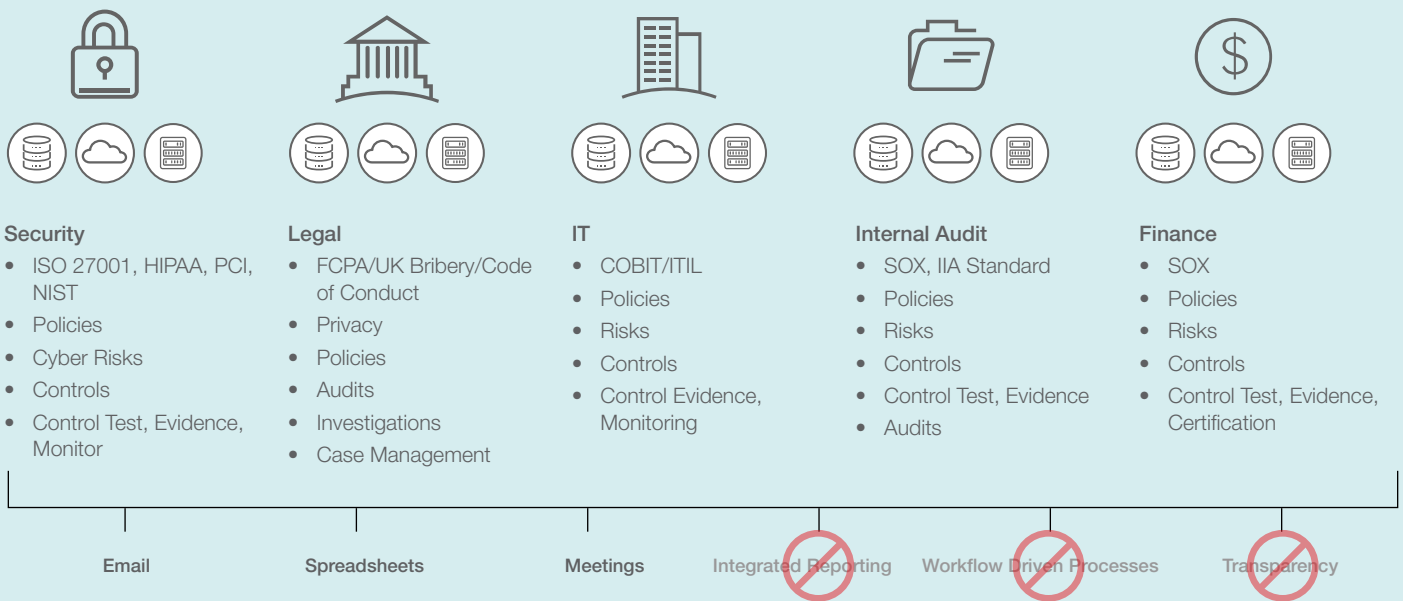 Security
• ISO 27001, HIPAA, PCI,
NIST
• Policies
• Cyber Risks
• Controls
• Control Test, Evidence,
Monitor
Legal
• FCPA/UK Bribery/Code
of Conduct
• Privacy
• Policies
• Audits
• Investigations
• Case Management
IT
• COBIT/ITIL
• Policies
• Risks
• Controls
• Control Evidence,
Monitoring
Internal Audit
• SOX, IIA Standard
• Policies
• Risks
• Controls
• Control Test, Evidence
• Audits
$
Finance
• SOX
• Policies
• Risks
• Controls
• Control Test, Evidence,
Certification
Email
Spreadsheets
Meetings
Integrated Reporting
Workflow Driven Processes
Transparency